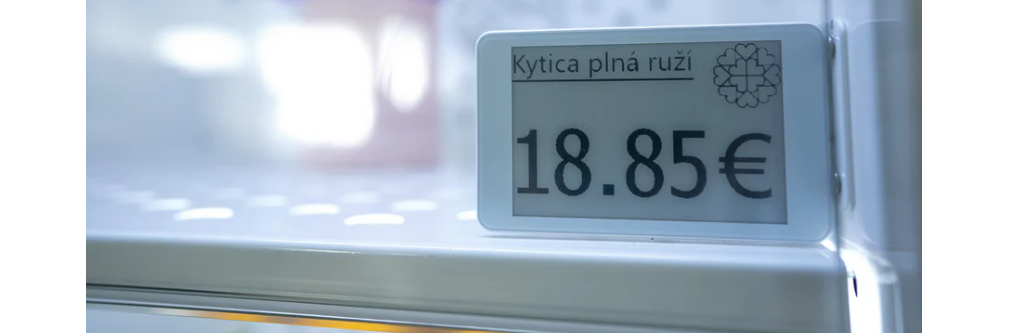 Kytica plná ruží
18.85€